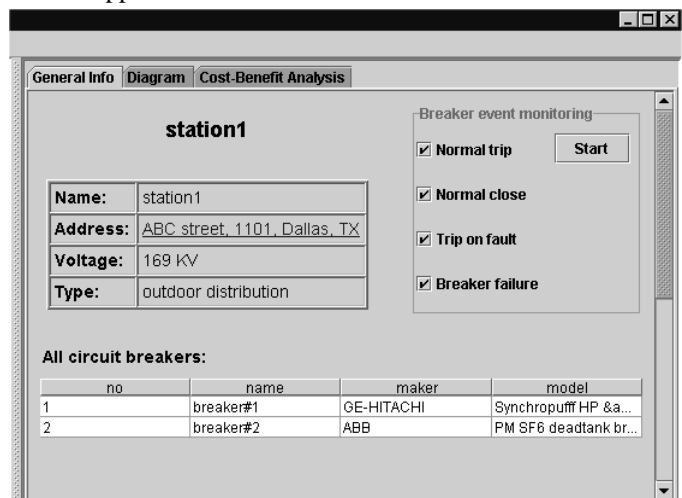 General Info Diagram Cost-Benefit Analysis
station1
Name: station1
Address: ABC street, 1101, Dallas, TX
Voltage: 169 KV
Type: outdoor distribution
Breaker event monitoring
Normal trip Start
Normal close
Trip on fault
Breaker failure
All circuit breakers:
no name maker model
1 breaker#1 GE-HITACHI Synchropufff HP &a...
2 breaker#2 ABB PM SF6 deadtank br...